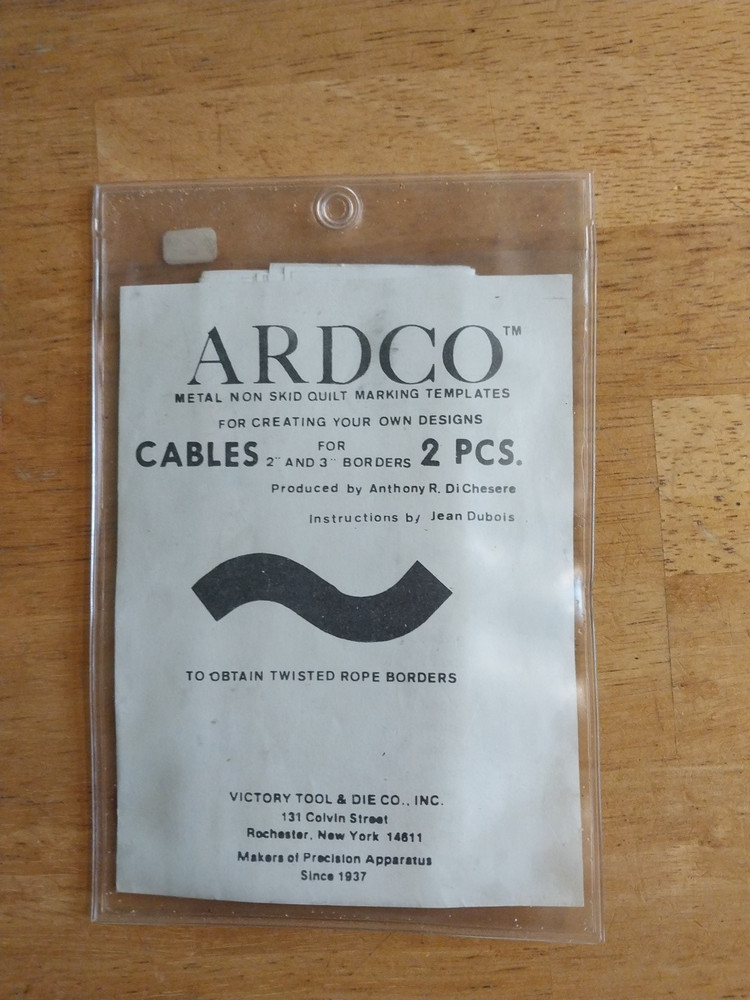 ARDCO™
METAL NON SKID QUILT MARKING TEMPLATES
FOR CREATING YOUR OWN DESIGNS
CABLES FOR 2" AND 3" BORDERS 2 PCS.
Produced by Anthony R. DiChesere
Instructions by Jean Dubois
TO OBTAIN TWISTED ROPE BORDERS
VICTORY TOOL & DIE CO., INC.
131 Colvin Street
Rochester, New York 14611
Makers of Precision Apparatus
Since 1937